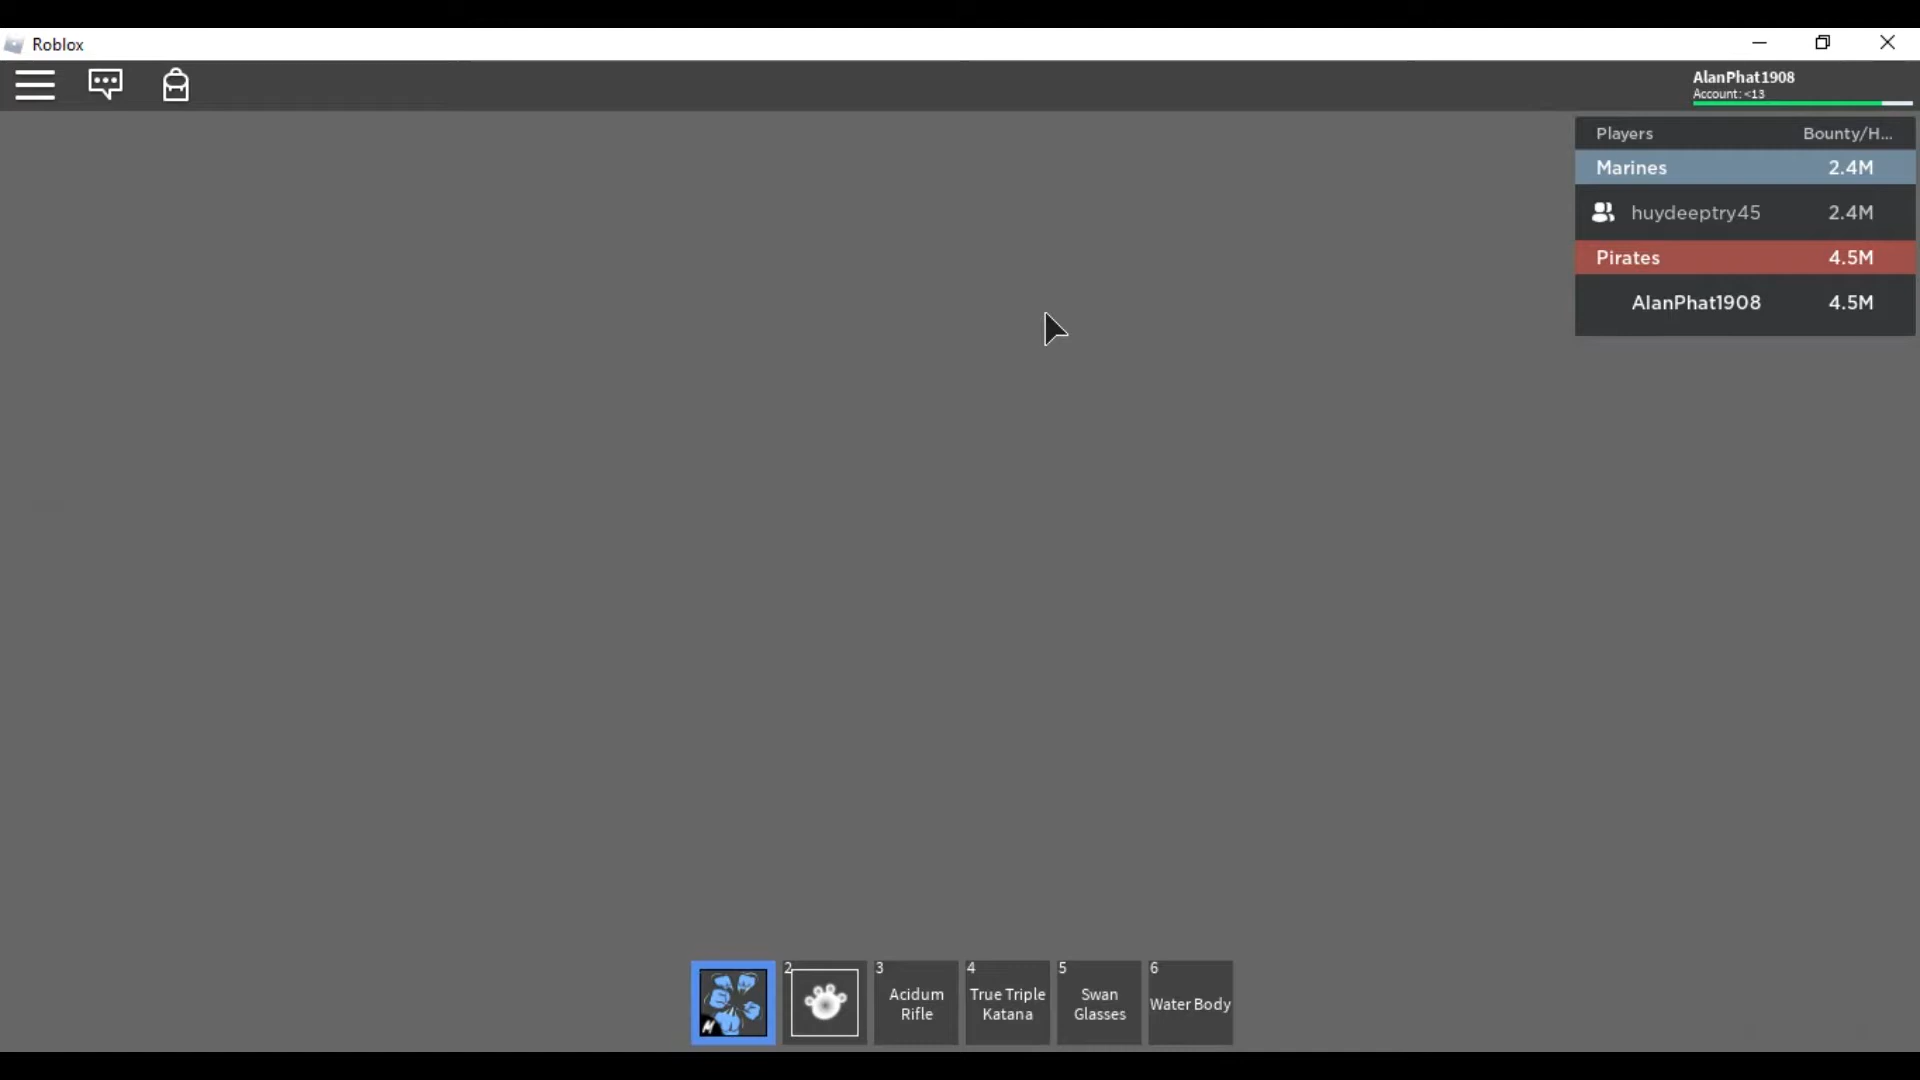 Roblox
AlanPhat1908
Account: <13
Players Bounty/H...
Marines 2.4M
huydeeptry45 2.4M
Pirates 4.5M
AlanPhat1908 4.5M
2
3
Acidum
Rifle
4
True Triple
Katana
5
Swan
Glasses
6
Water Body